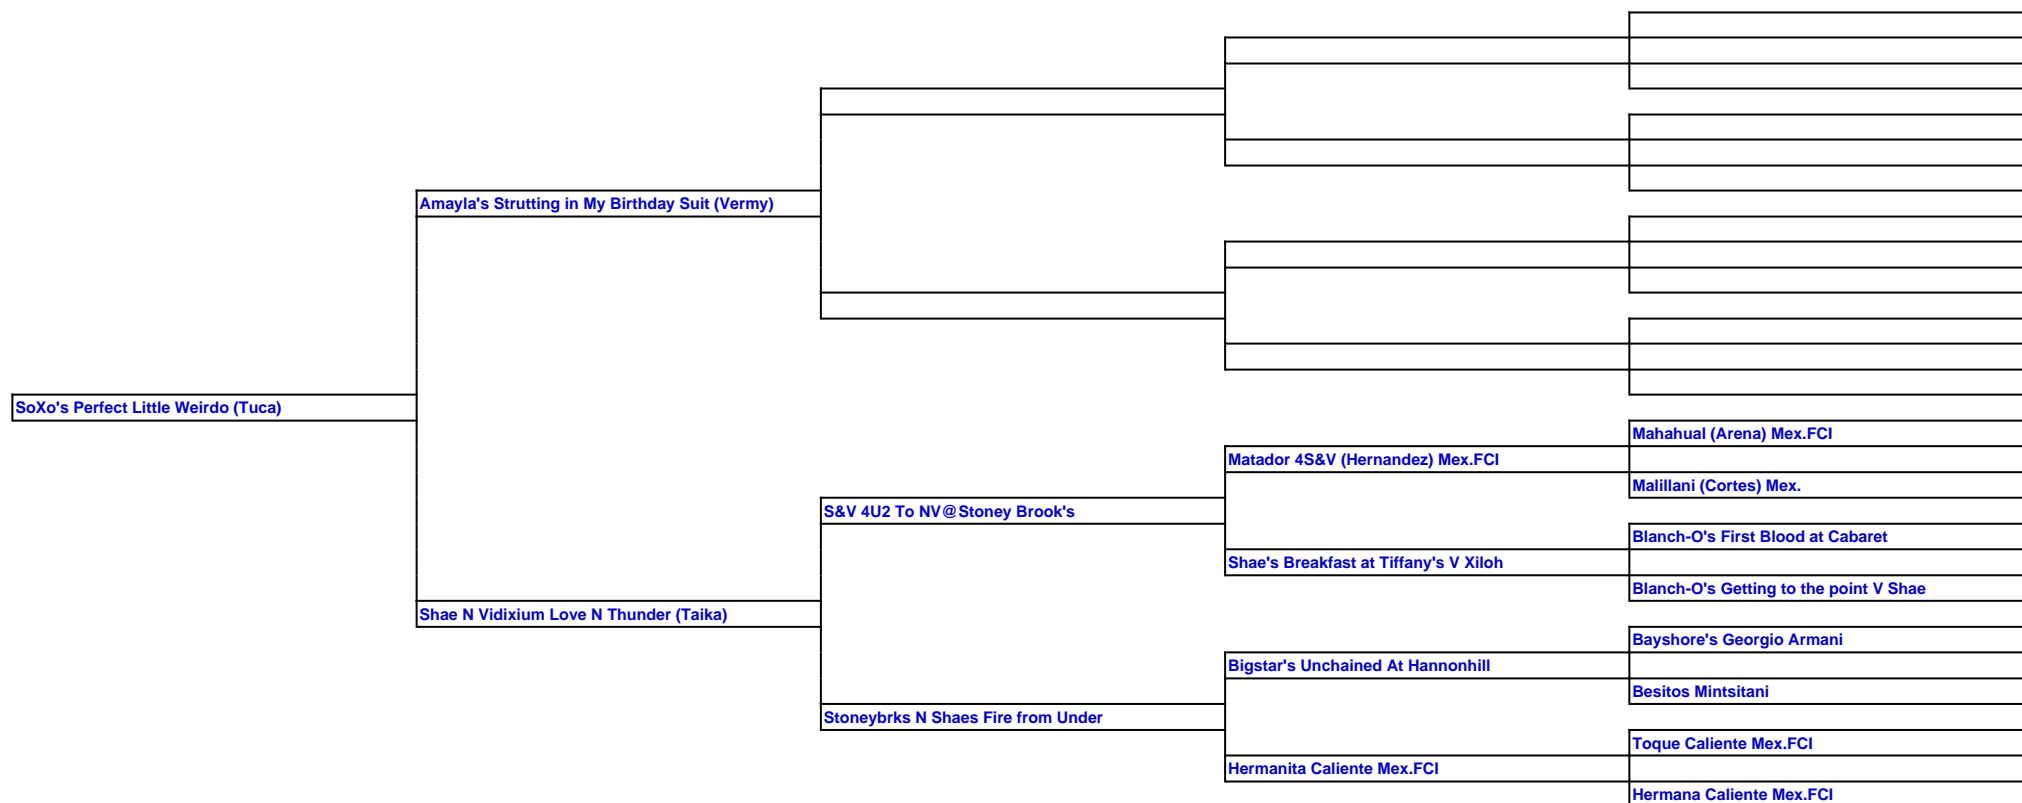 Amayla's Strutting in My Birthday Suit (Vermy)
SoXo's Perfect Little Weirdo (Tuca)
Mahahual (Arena) Mex.FCI
Matador 4S&V (Hernandez) Mex.FCI
Malillani (Cortes) Mex.
S&V 4U2 To NV@Stoney Brook's
Blanch-O's First Blood at Cabaret
Shae's Breakfast at Tiffany's V Xiloh
Blanch-O's Getting to the point V Shae
Shae N Vidixium Love N Thunder (Taika)
Bayshore's Georgio Armani
Bigstar's Unchained At Hannonhill
Besitos Mintsitani
Stoneybrks N Shaes Fire from Under
Toque Caliente Mex.FCI
Hermanita Caliente Mex.FCI
Hermana Caliente Mex.FCI